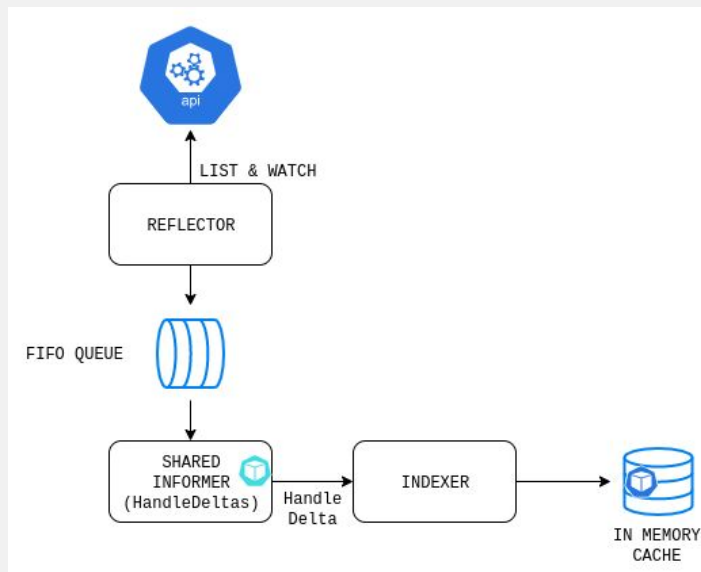 api
LIST & WATCH
REFLECTOR
FIFO QUEUE
SHARED
INFORMER
(HandleDeltas)
Handle
Delta
INDEXER
IN MEMORY
CACHE